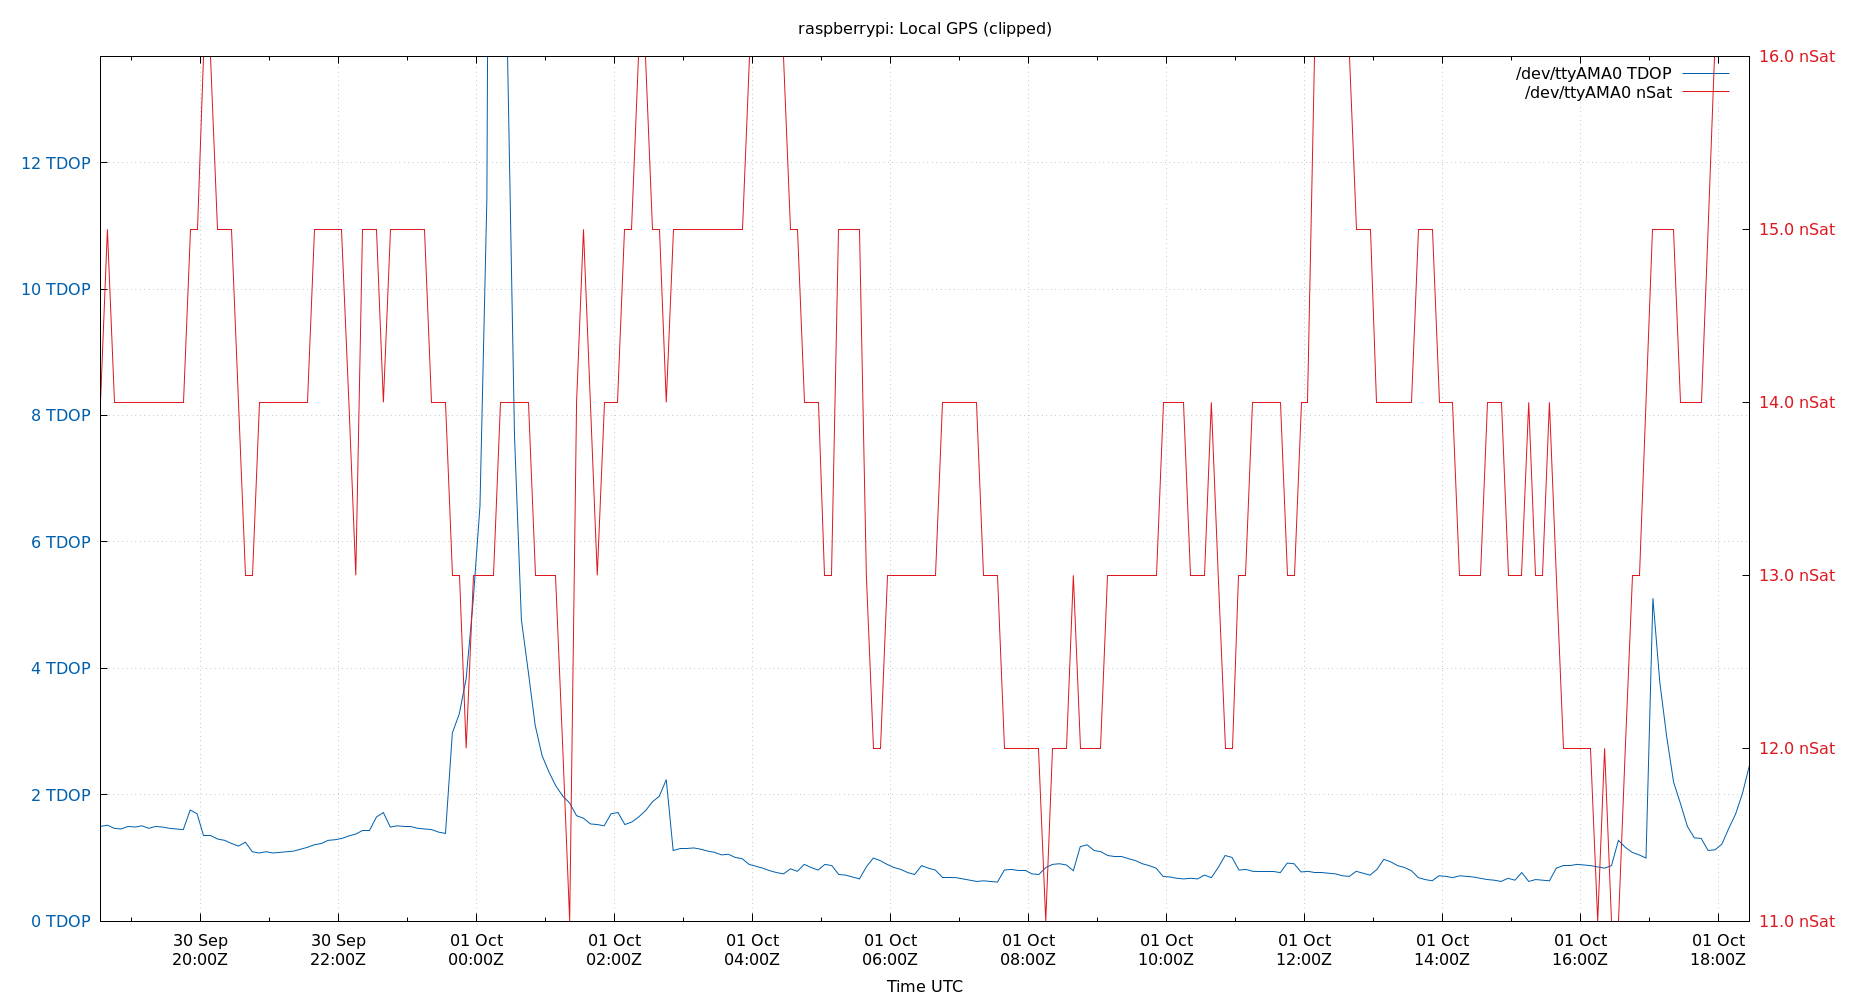 raspberrypi: Local GPS (clipped)
16.0 nSat
/dev/ttyAMA0 TDOP
/dev/ttyAMA0 nSat
12 TDOP
15.0 nSat
10 TDOP
14.0 nSat
8 TDOP
6 TDOP
13.0 nSat
4 TDOP
12.0 nSat
2 TDOP
0 TDOP
11.0 nSat
30 Sep 30 Sep 01 Oct 01 Oct 01 Oct 01 Oct 01 Oct 01 Oct 01 Oct 01 Oct 01 Oct 01 Oct
20:00Z 22:00Z 00:00Z 02:00Z 04:00Z 06:00Z 08:00Z 10:00Z 12:00Z 14:00Z 16:00Z 18:00Z
Time UTC